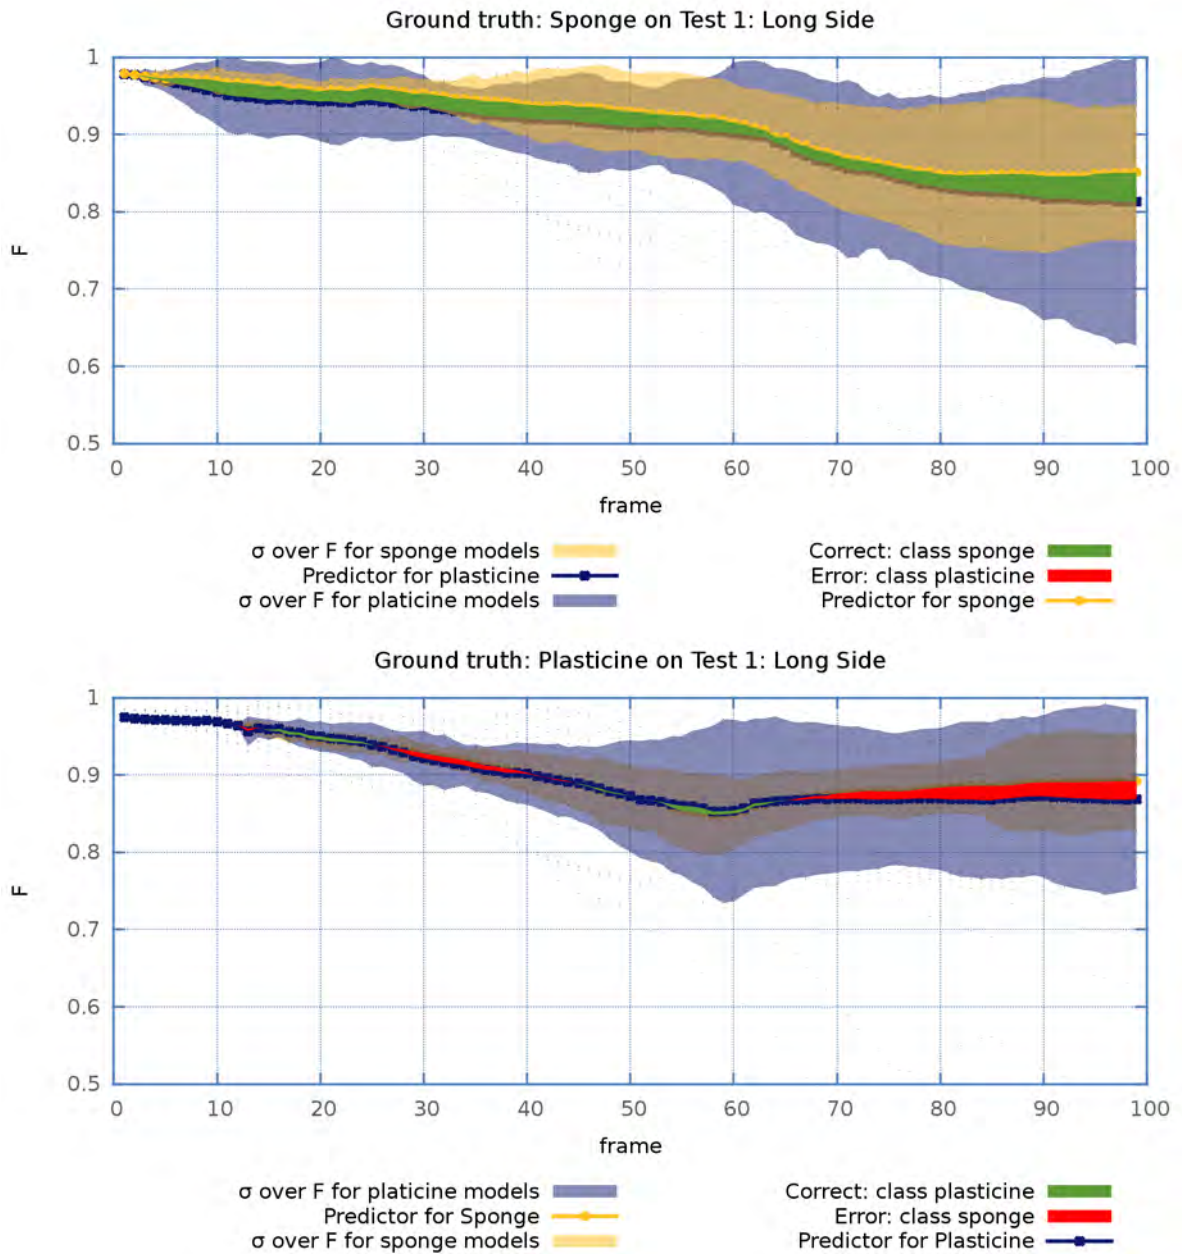 Ground truth: Sponge on Test 1: Long Side
1
0.9
0.8
F
0.7
0.6
0.5
0 10 20 30 40 50 60 70 80 90 100
frame
σ over F for sponge models
Predictor for plasticine
σ over F for platicine models
Correct: class sponge
Error: class plasticine
Predictor for sponge
Ground truth: Plasticine on Test 1: Long Side
1
0.9
0.8
F
0.7
0.6
0.5
0 10 20 30 40 50 60 70 80 90 100
frame
σ over F for platicine models
Predictor for Sponge
σ over F for sponge models
Correct: class plasticine
Error: class sponge
Predictor for Plasticine